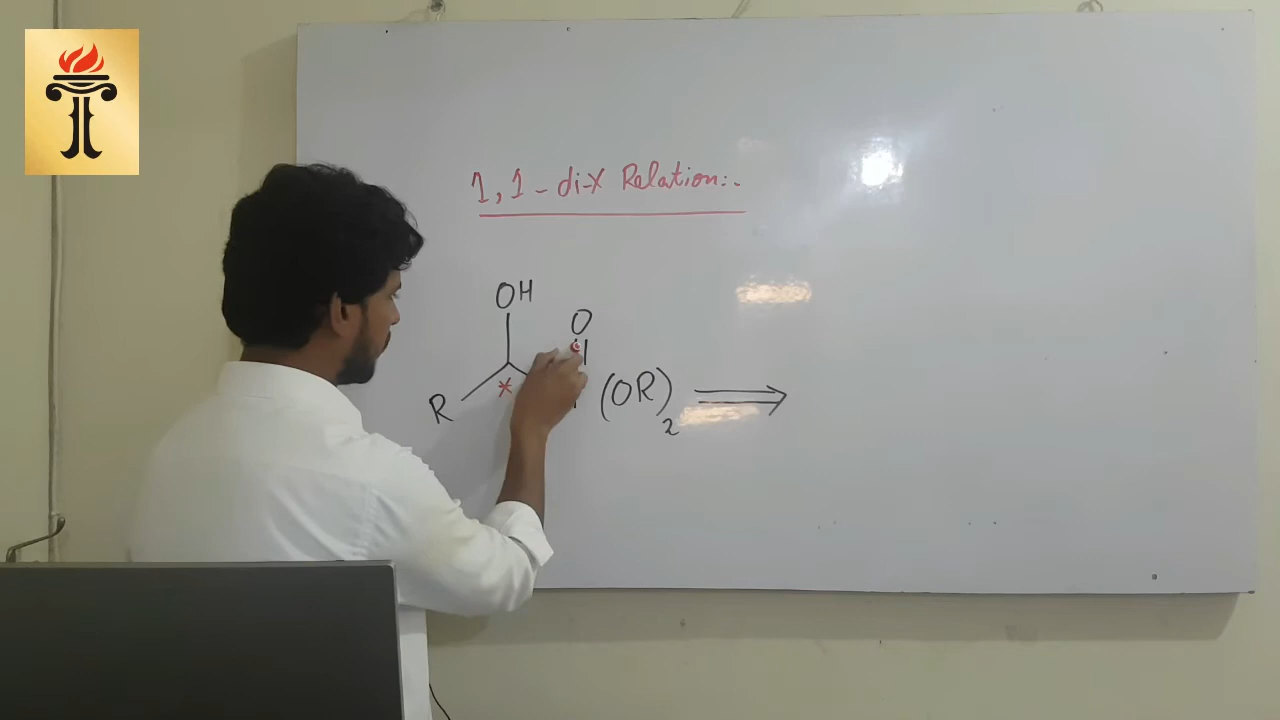 1,1-di-X Relation:-
OH
O
*
R
(OR)2